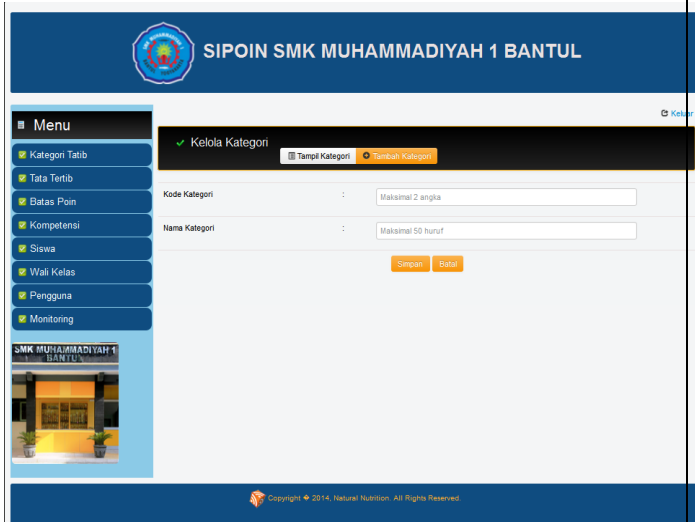 SIPOIN SMK MUHAMMADIYAH 1 BANTUL
Keluar
Menu
Kategori Tatib
Tata Tertib
Batas Poin
Kompetensi
Siswa
Wali Kelas
Pengguna
Monitoring
Kelola Kategori
Tampil Kategori
Tambah Kategori
Kode Kategori : Maksimal 2 angka
Nama Kategori : Maksimal 50 huruf
Simpan Batal
SMK MUHAMMADIYAH 1
BANTUL
Copyright � 2014, Natural Nutrition. All Rights Reserved.